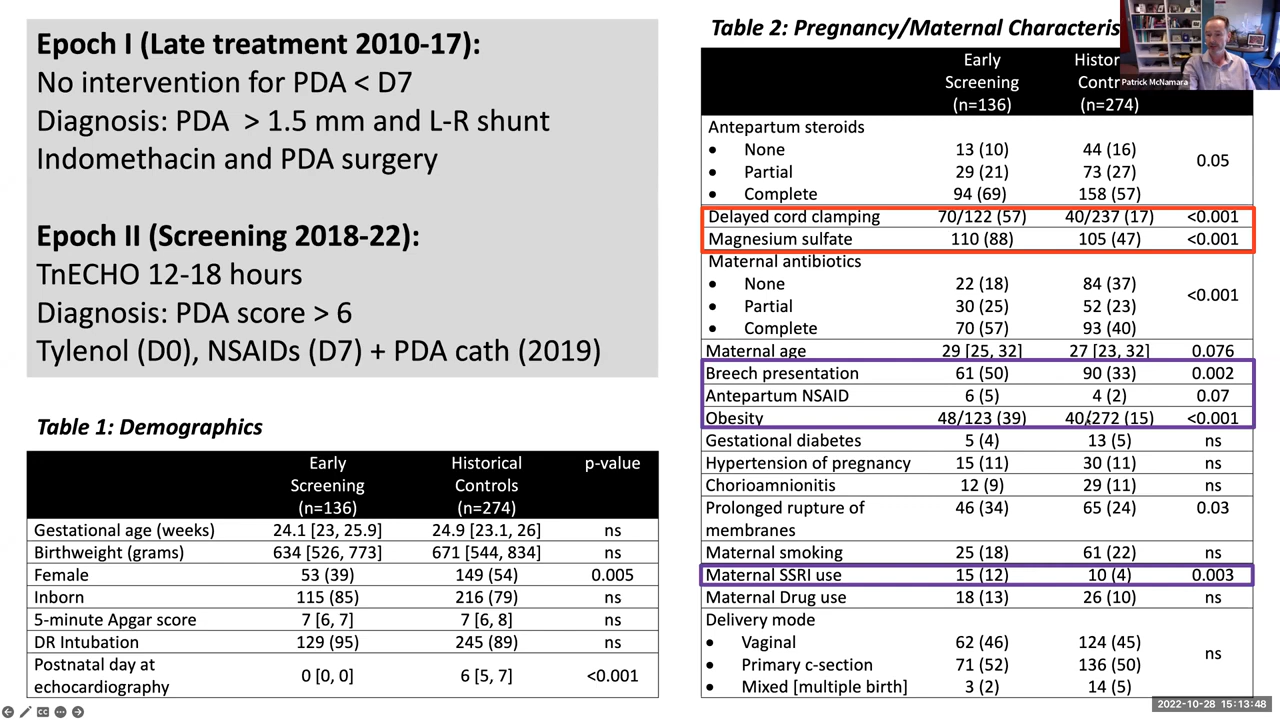 Epoch I (Late treatment 2010-17):
No intervention for PDA < D7
Diagnosis: PDA > 1.5 mm and L-R shunt
Indomethacin and PDA surgery
Epoch II (Screening 2018-22):
TnECHO 12-18 hours
Diagnosis: PDA score > 6
Tylenol (D0), NSAIDs (D7) + PDA cath (2019)
Table 1: Demographics
Early Screening (n=136) Historical Controls (n=274) p-value
Gestational age (weeks) 24.1 [23, 25.9] 24.9 [23.1, 26] ns
Birthweight (grams) 634 [526, 773] 671 [544, 834] ns
Female 53 (39) 149 (54) 0.005
Inborn 115 (85) 216 (79) ns
5-minute Apgar score 7 [6, 7] 7 [6, 8] ns
DR Intubation 129 (95) 245 (89) ns
Postnatal day at echocardiography 0 [0, 0] 6 [5, 7] <0.001
Table 2: Pregnancy/Maternal Characteris
Early Screening (n=136) Histor Contr (n=274)
Antepartum steroids 0.05
• None 13 (10) 44 (16)
• Partial 29 (21) 73 (27)
• Complete 94 (69) 158 (57)
Delayed cord clamping 70/122 (57) 40/237 (17) <0.001
Magnesium sulfate 110 (88) 105 (47) <0.001
Maternal antibiotics <0.001
• None 22 (18) 84 (37)
• Partial 30 (25) 52 (23)
• Complete 70 (57) 93 (40)
Maternal age 29 [25, 32] 27 [23, 32] 0.076
Breech presentation 61 (50) 90 (33) 0.002
Antepartum NSAID 6 (5) 4 (2) 0.07
Obesity 48/123 (39) 40/272 (15) <0.001
Gestational diabetes 5 (4) 13 (5) ns
Hypertension of pregnancy 15 (11) 30 (11) ns
Chorioamnionitis 12 (9) 29 (11) ns
Prolonged rupture of membranes 46 (34) 65 (24) 0.03
Maternal smoking 25 (18) 61 (22) ns
Maternal SSRI use 15 (12) 10 (4) 0.003
Maternal Drug use 18 (13) 26 (10) ns
Delivery mode ns
• Vaginal 62 (46) 124 (45)
• Primary c-section 71 (52) 136 (50)
• Mixed [multiple birth] 3 (2) 14 (5)
Patrick McNamara
2022-10-28 15:13:48